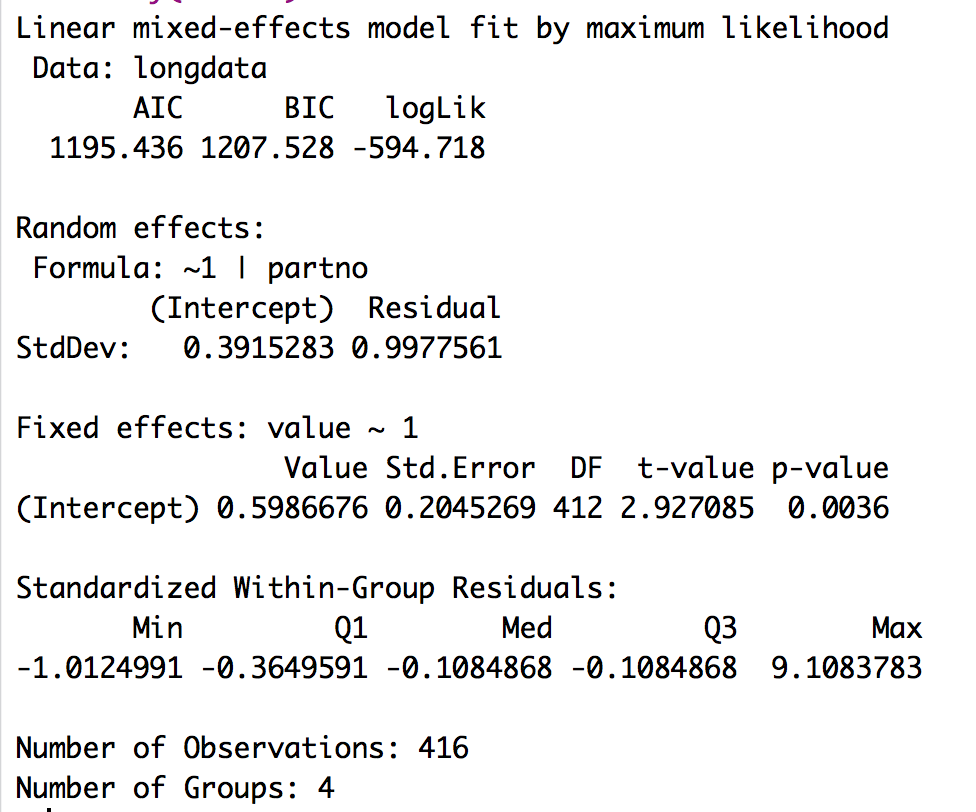 Linear mixed-effects model fit by maximum likelihood
 Data: longdata
       AIC      BIC   logLik
  1195.436 1207.528 -594.718

Random effects:
 Formula: ~1 | partno
        (Intercept)  Residual
StdDev:   0.3915283 0.9977561

Fixed effects: value ~ 1
                Value Std.Error  DF  t-value p-value
(Intercept) 0.5986676 0.2045269 412 2.927085  0.0036

Standardized Within-Group Residuals:
       Min         Q1        Med         Q3        Max
-1.0124991 -0.3649591 -0.1084868 -0.1084868  9.1083783

Number of Observations: 416
Number of Groups: 4